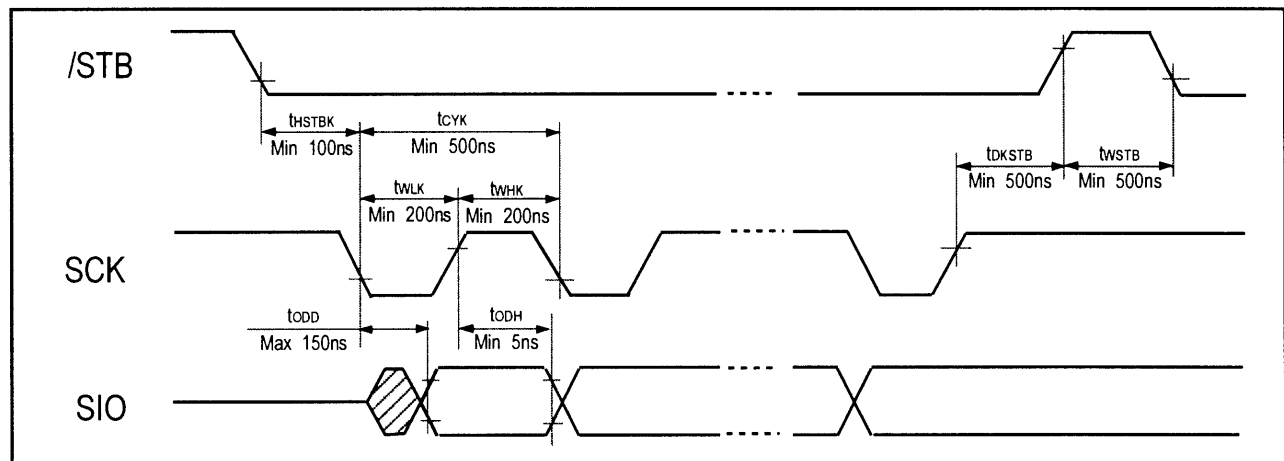 /STB
tHSTBK
Min 100ns
tCYK
Min 500ns
tDKSTB
Min 500ns
tWSTB
Min 500ns
tWLK
Min 200ns
tWHK
Min 200ns
SCK
tODD
Max 150ns
tODH
Min 5ns
SIO